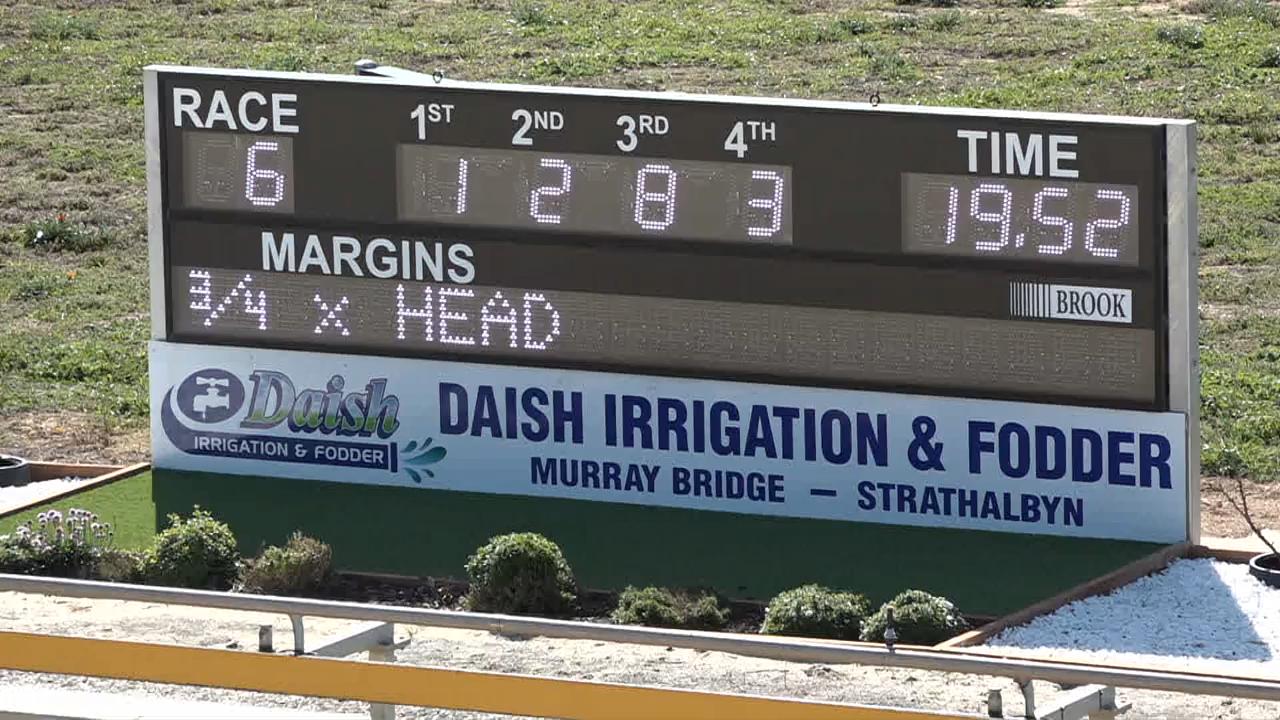 RACE 1ST 2ND 3RD 4TH TIME
6 1 2 8 3 19.52
MARGINS
3/4 x HEAD
BROOK
Daish
IRRIGATION & FODDER
DAISH IRRIGATION & FODDER
MURRAY BRIDGE – STRATHALBYN